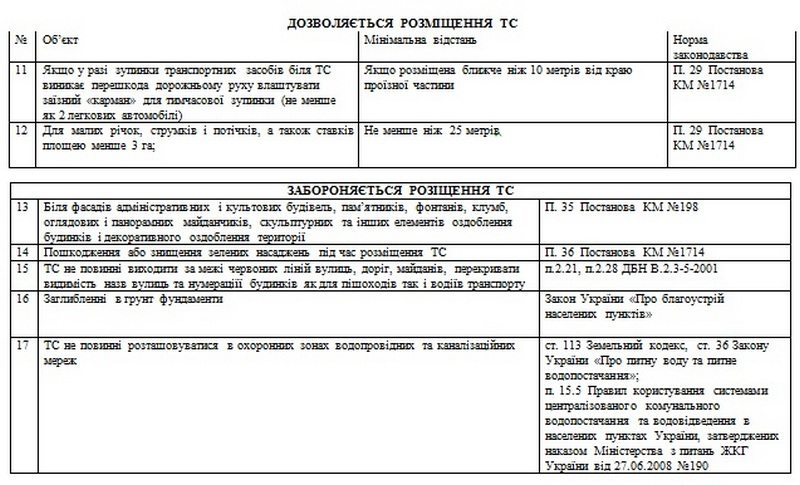 ДОЗВОЛЯЄТЬСЯ РОЗМІЩЕННЯ ТС
№ Об’єкт Мінімальна відстань Норма
законодавства
11 Якщо у разі зупинки транспортних засобів біля ТС Якщо розміщена ближче ніж 10 метрів від краю П. 29 Постанова
виникає перешкода дорожньому руху влаштувати проїзної частини КМ №1714
заїзний «карман» для тимчасової зупинки (не менше
як 2 легкових автомобілі)
12 Для малих річок, струмків і потічків, а також ставків Не менше ніж 25 метрів, П. 29 Постанова
площею менше 3 га; КМ №1714
ЗАБОРОНЯЄТЬСЯ РОЗІЩЕННЯ ТС
13 Біля фасадів адміністративних і культових будівель, пам’ятників, фонтанів, клумб, П. 35 Постанова КМ №198
оглядових і панорамних майданчиків, скульптурних та інших елементів оздоблення
будинків і декоративного оздоблення території
14 Пошкодження або знищення зелених насаджень під час розміщення ТС П. 36 Постанова КМ №1714
15 ТС не повинні виходити за межі червоних ліній вулиць, доріг, майданів, перекривати п.2.21, п.2.28 ДБН В.2.3-5-2001
видимість назв вулиць та нумераціїї будинків як для пішоходів так і водіїв транспорту
16 Заглибленні в грунт фундаменти Закон України «Про благоустрій
населених пунктів»
17 ТС не повинні розташовуватися в охоронних зонах водопровідних та каналізаційних ст. 113 Земельний кодекс, ст. 36 Закону
мереж України «Про питну воду та питне
водопостачання»;
п. 15.5 Правил користування системами
централізованого комунального
водопостачання та водовідведення в
населених пунктах України, затверджених
наказом Міністерства з питань ЖКГ
України від 27.06.2008 №190